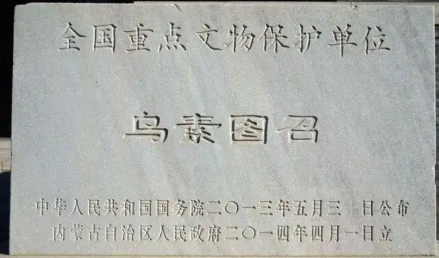 全国重点文物保护单位
乌素图召
中华人民共和国国务院二〇一三年五月三 日公布
内蒙古自治区人民政府二〇一四年四月一日立